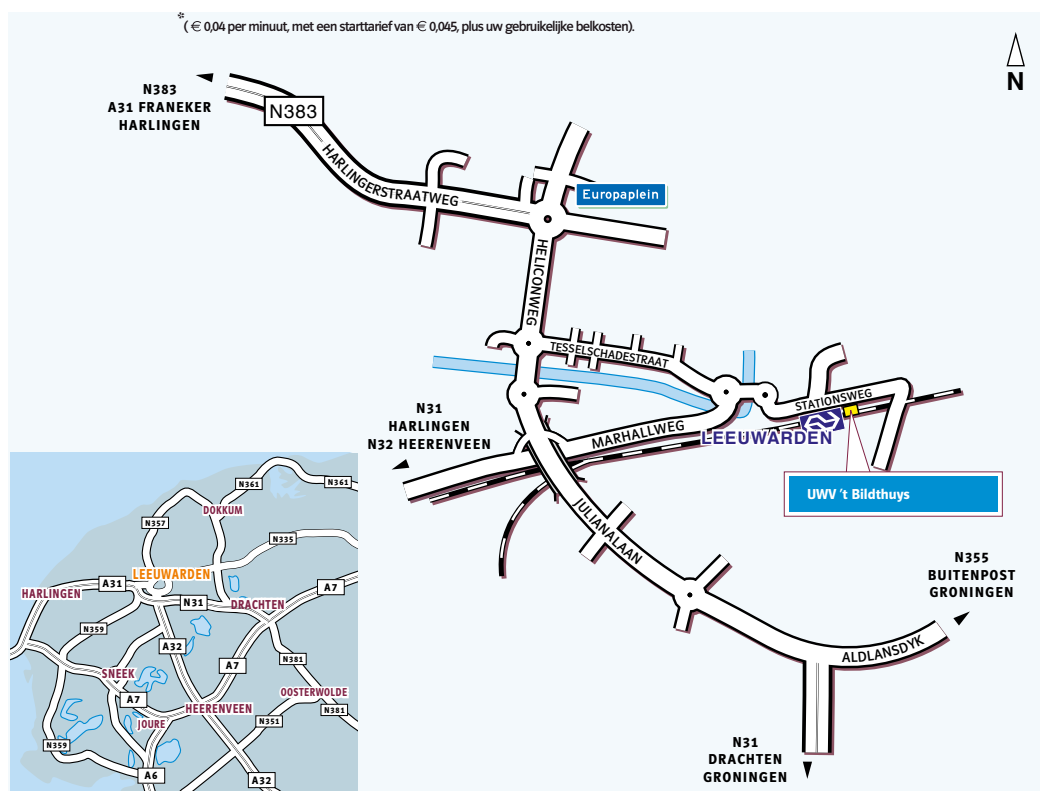 *
( € 0,04 per minuut, met een starttarief van € 0,045, plus uw gebruikelijke belkosten).
N
N383
A31 FRANEKER
HARLINGEN
N383
HARLINGERSTRAATWEG
Europaplein
HELICONWEG
TESSELSCHADESTRAAT
STATIONSWEG
N31
HARLINGEN
N32 HEERENVEEN
MARHALLWEG
LEEUWARDEN
UWV 't Bildthuys
JULIANALAAN
N355
BUITENPOST
GRONINGEN
ALDLANSDYK
N31
DRACHTEN
GRONINGEN
N361
N361
DOKKUM
N357
N335
LEEUWARDEN
A31
HARLINGEN
N31
DRACHTEN
A7
N359
A32
A7
N381
SNEEK
A7
HEERENVEEN
OOSTERWOLDE
JOURE
N351
N381
N359
A6
A32